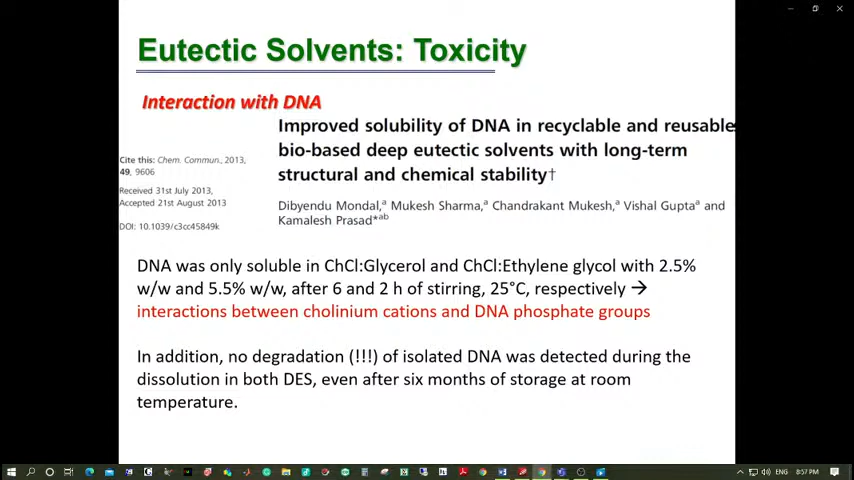 Eutectic Solvents: Toxicity
Interaction with DNA
Improved solubility of DNA in recyclable and reusable
bio-based deep eutectic solvents with long-term
structural and chemical stability†
Cite this: Chem. Commun., 2013,
49, 9606
Received 31st July 2013,
Accepted 21st August 2013
DOI: 10.1039/c3cc45849k
Dibyendu Mondal,ᵃ Mukesh Sharma,ᵃ Chandrakant Mukesh,ᵃ Vishal Guptaᵃ and
Kamalesh Prasad*ᵃᵇ
DNA was only soluble in ChCl:Glycerol and ChCl:Ethylene glycol with 2.5%
w/w and 5.5% w/w, after 6 and 2 h of stirring, 25°C, respectively →
interactions between cholinium cations and DNA phosphate groups
In addition, no degradation (!!!) of isolated DNA was detected during the
dissolution in both DES, even after six months of storage at room
temperature.
ENG 8:57 PM